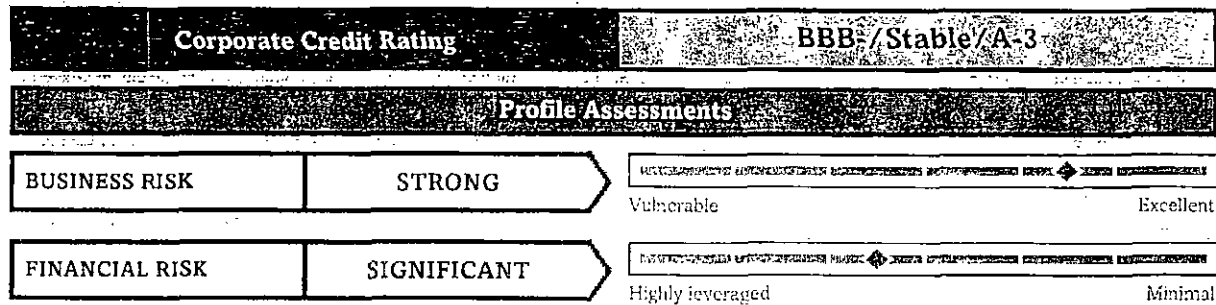 Corporate Credit Rating
BBB-/Stable/A-3
Profile Assessments
BUSINESS RISK
STRONG
Vulnerable
Excellent
FINANCIAL RISK
SIGNIFICANT
Highly leveraged
Minimal